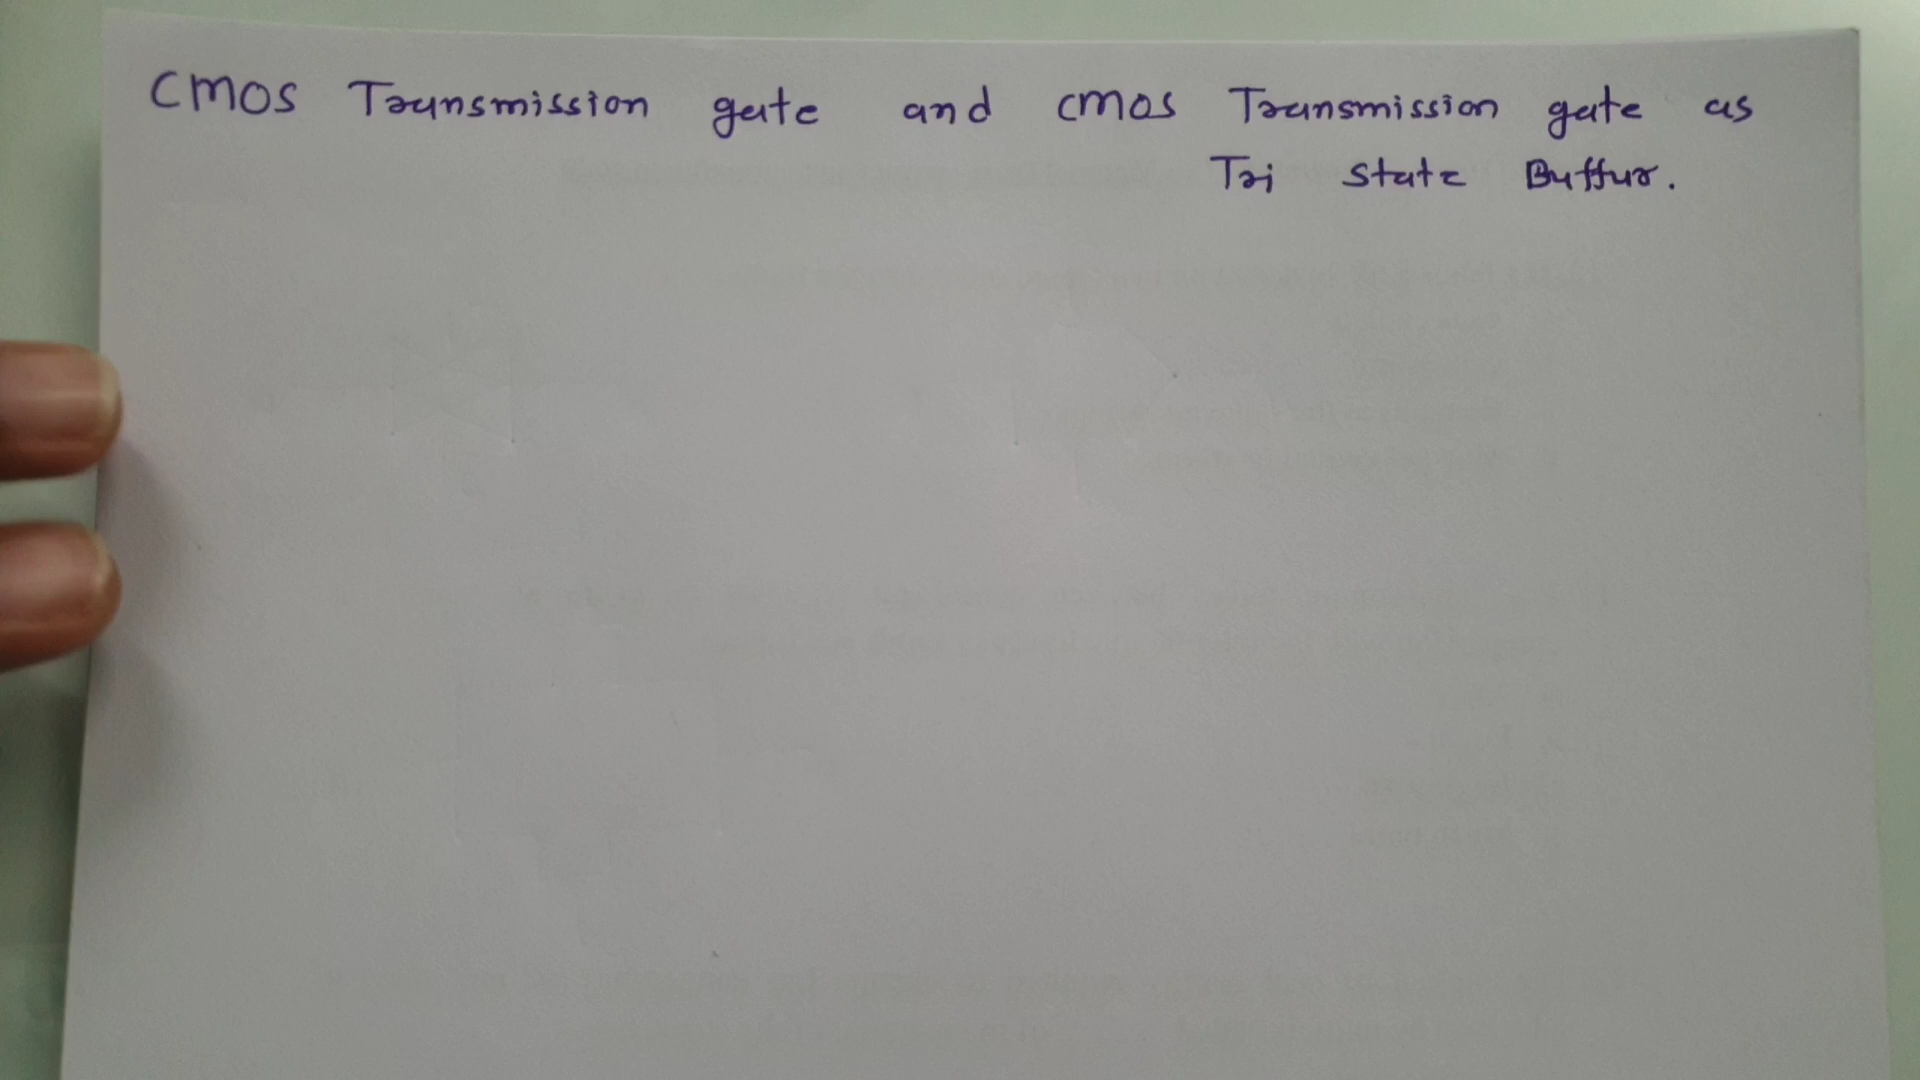 CMOS Transmission gate and CMOS Transmission gate as
Tri state Buffer.